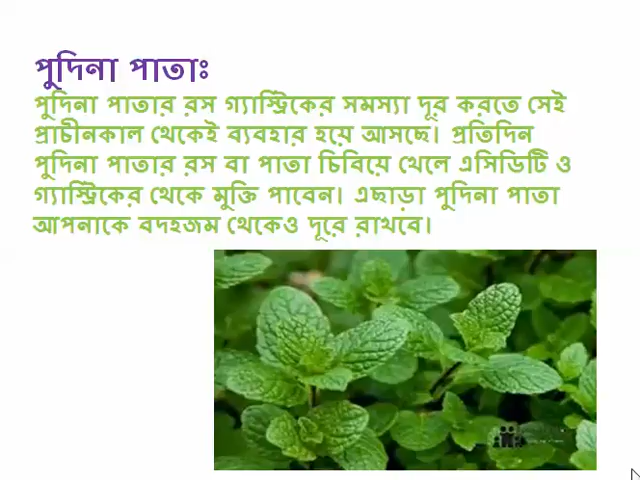 পুদিনা পাতাঃ
পুদিনা পাতার রস গ্যাস্ট্রিকের সমস্যা দূর করতে সেই
প্রাচীনকাল থেকেই ব্যবহার হয়ে আসছে। প্রতিদিন
পুদিনা পাতার রস বা পাতা চিবিয়ে খেলে এসিডিটি ও
গ্যাস্ট্রিকের থেকে মুক্তি পাবেন। এছাড়া পুদিনা পাতা
আপনাকে বদহজম থেকেও দূরে রাখবে।